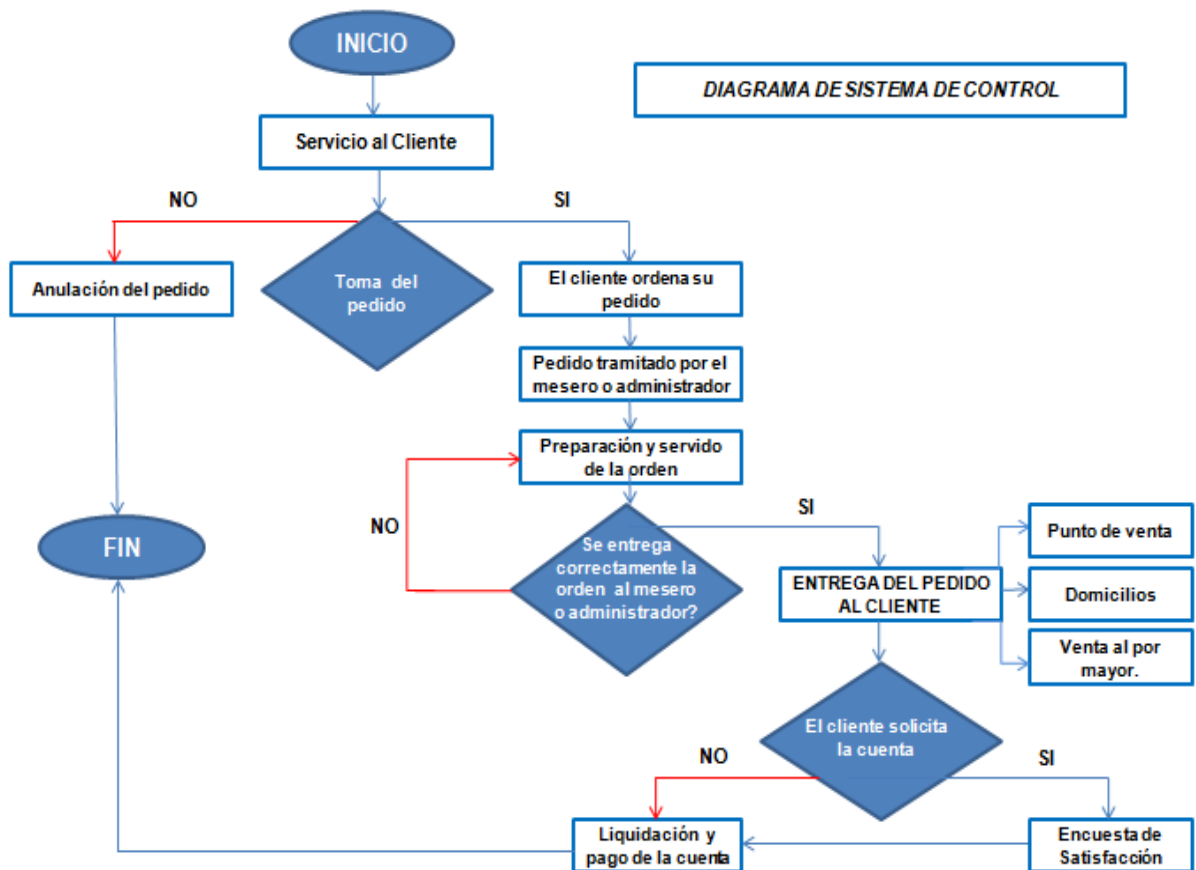 INICIO
DIAGRAMA DE SISTEMA DE CONTROL
Servicio al Cliente
NO
SI
Anulación del pedido
Toma del
pedido
El cliente ordena su
pedido
Pedido tramitado por el
mesero o administrador
Preparación y servido
de la orden
NO
SI
FIN
Se entrega
correctamente la
orden al mesero
o administrador?
ENTREGA DEL PEDIDO
AL CLIENTE
Punto de venta
Domicilios
Venta al por
mayor.
El cliente solicita
la cuenta
NO
SI
Liquidación y
pago de la cuenta
Encuesta de
Satisfacción